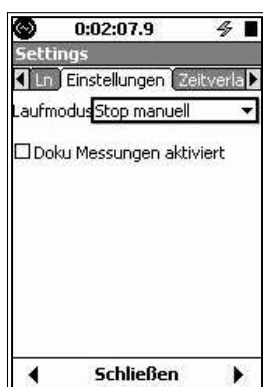 0:02:07.9
Settings
Ln Einstellungen Zeitverla
Laufmodus Stop manuell
Doku Messungen aktiviert
Schließen